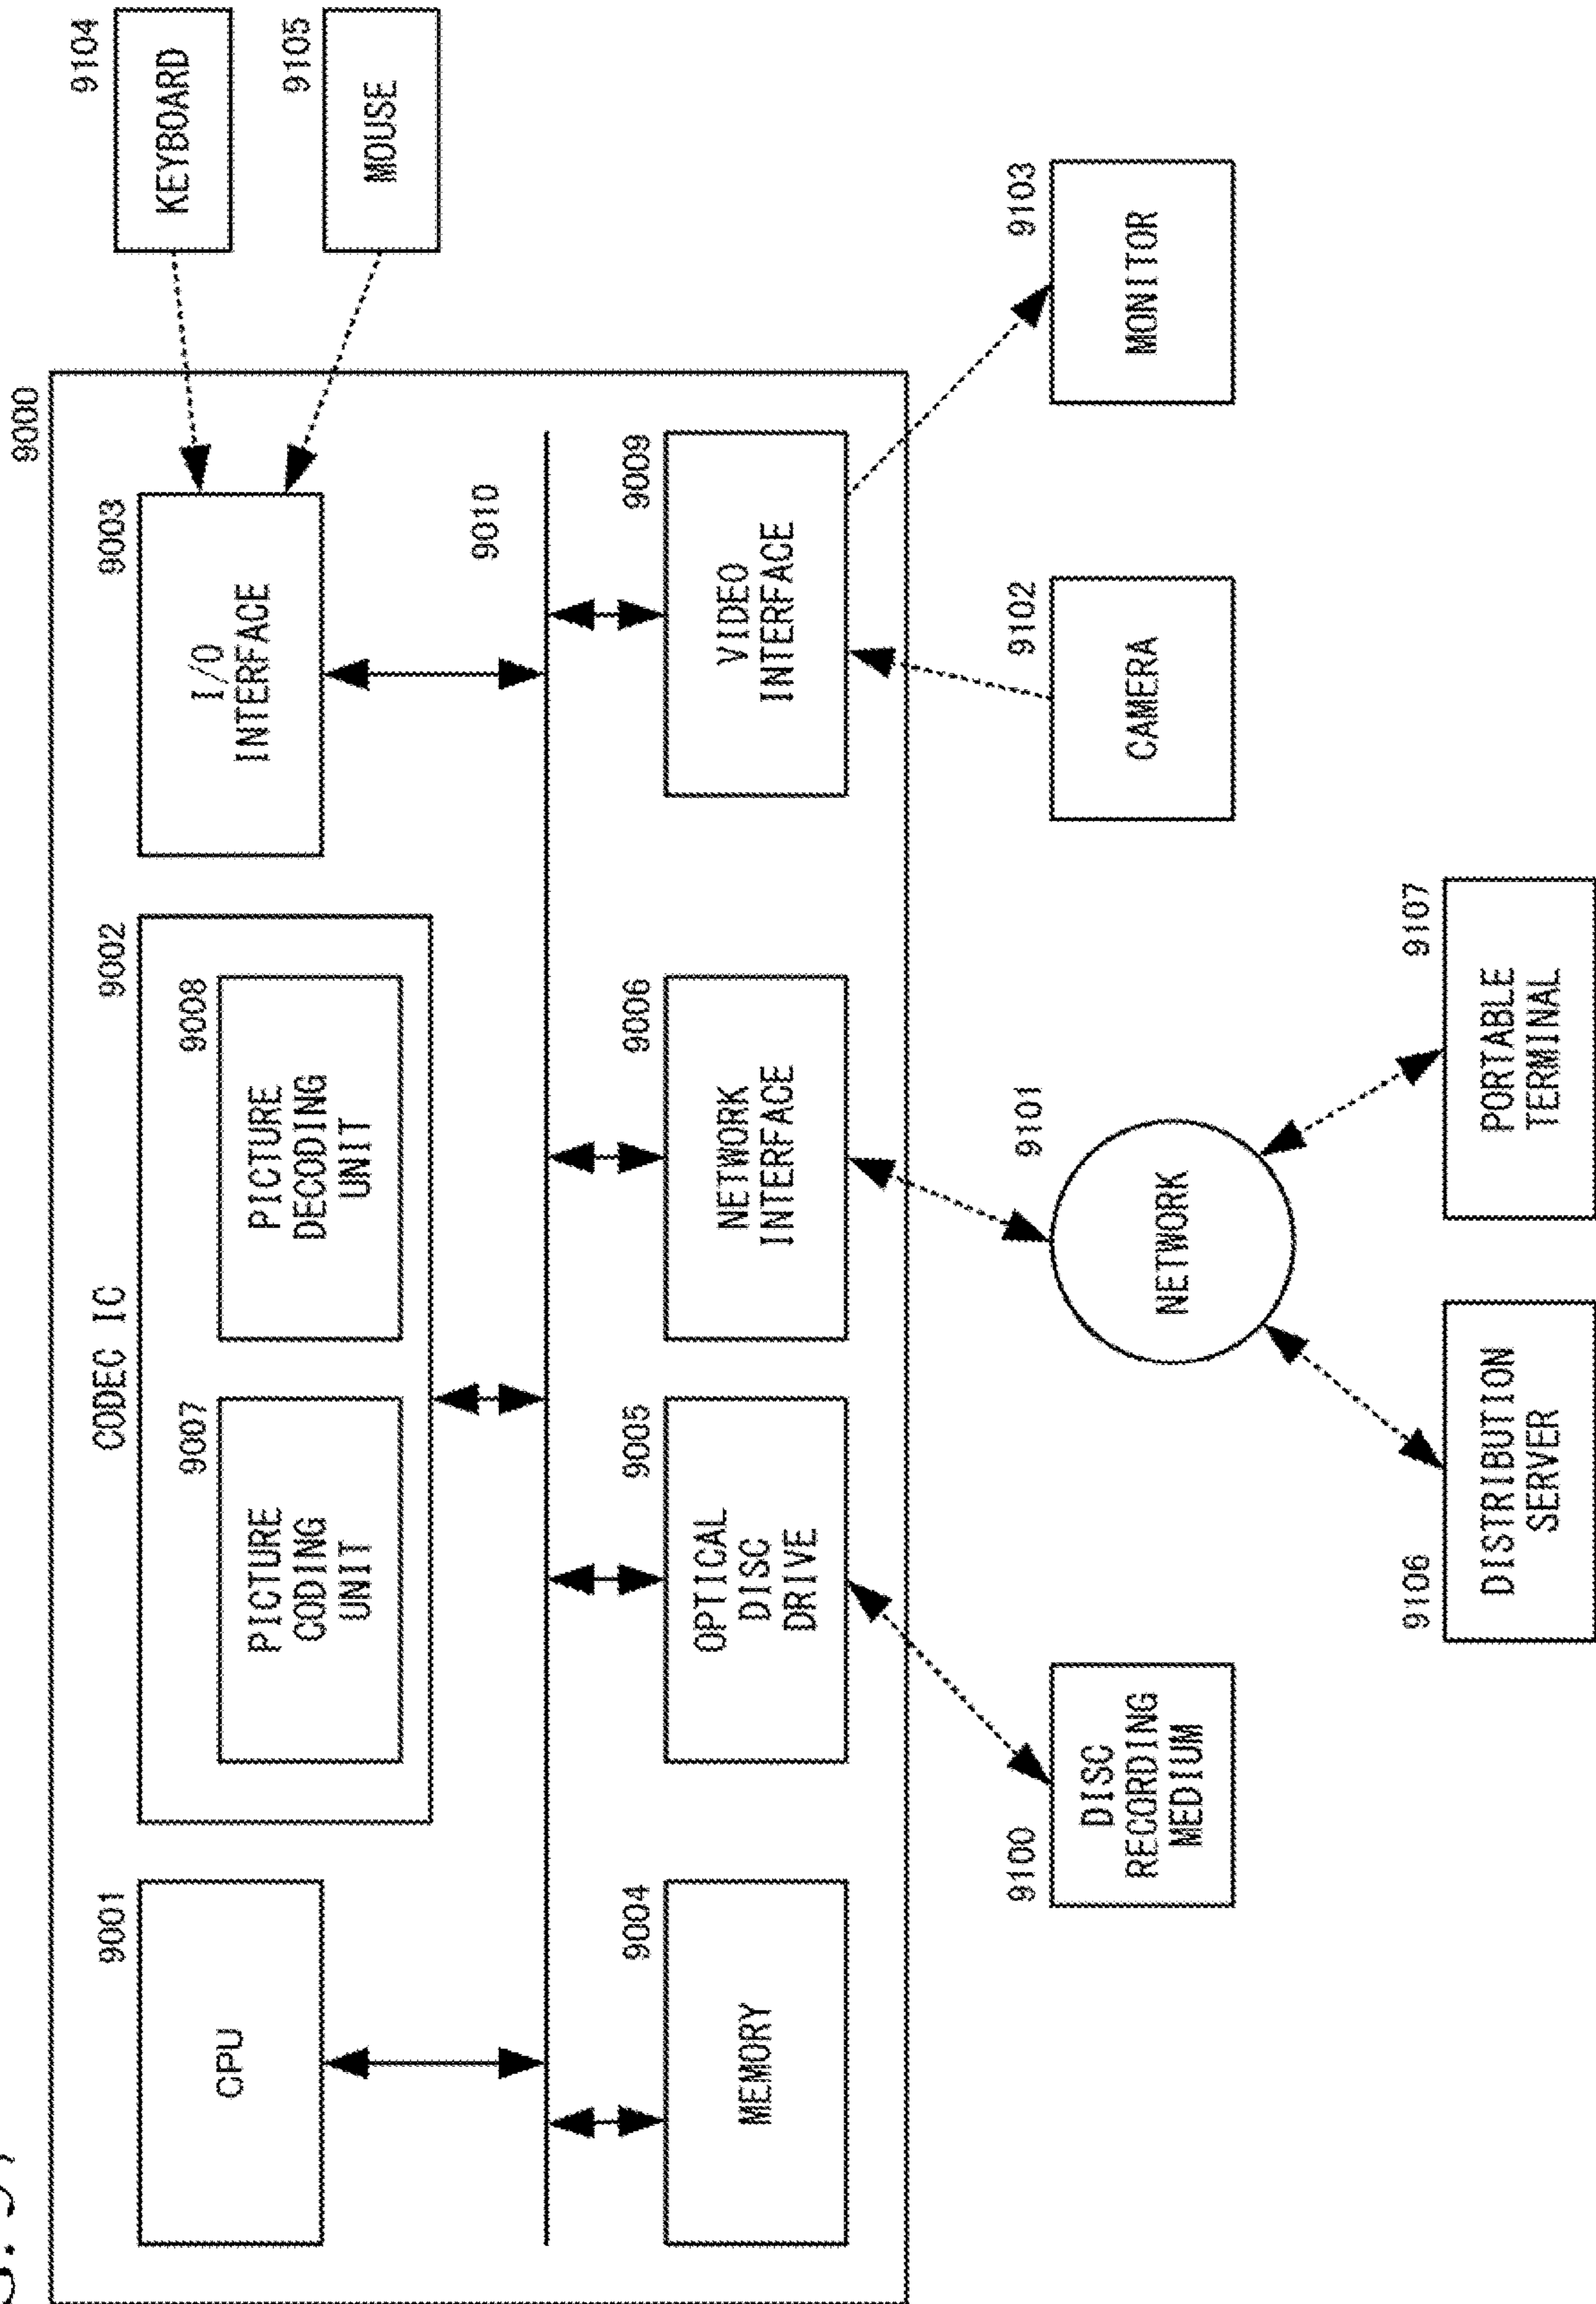 9000
9001
CPU
CODEC IC
9002
9007
PICTURE
CODING
UNIT
9008
PICTURE
DECODING
UNIT
9003
I/O
INTERFACE
9104
KEYBOARD
9105
MOUSE
9010
9004
MEMORY
9005
OPTICAL
DISC
DRIVE
9006
NETWORK
INTERFACE
9009
VIDEO
INTERFACE
9100
DISC
RECORDING
MEDIUM
9101
NETWORK
9102
CAMERA
9103
MONITOR
9106
DISTRIBUTION
SERVER
9107
PORTABLE
TERMINAL